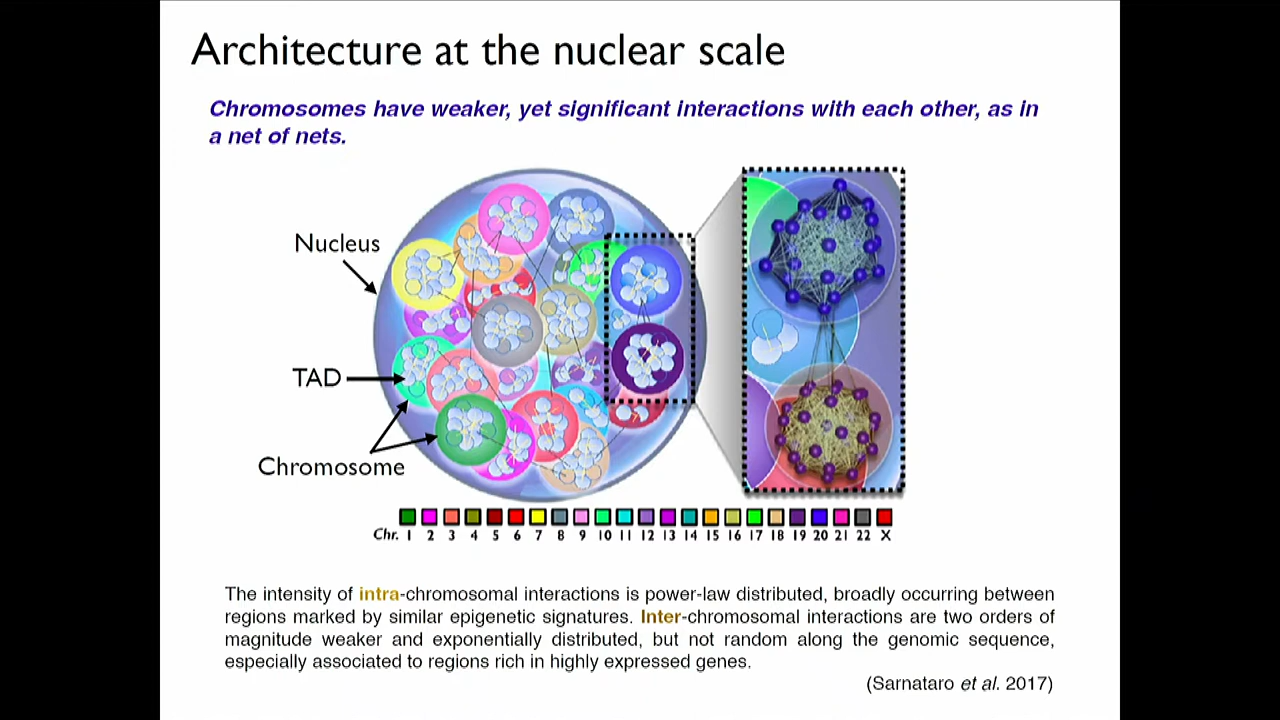 Architecture at the nuclear scale
Chromosomes have weaker, yet significant interactions with each other, as in
a net of nets.
Nucleus
TAD
Chromosome
Chr. 1 2 3 4 5 6 7 8 9 10 11 12 13 14 15 16 17 18 19 20 21 22 X
The intensity of intra-chromosomal interactions is power-law distributed, broadly occurring between
regions marked by similar epigenetic signatures. Inter-chromosomal interactions are two orders of
magnitude weaker and exponentially distributed, but not random along the genomic sequence,
especially associated to regions rich in highly expressed genes.
(Sarnataro et al. 2017)